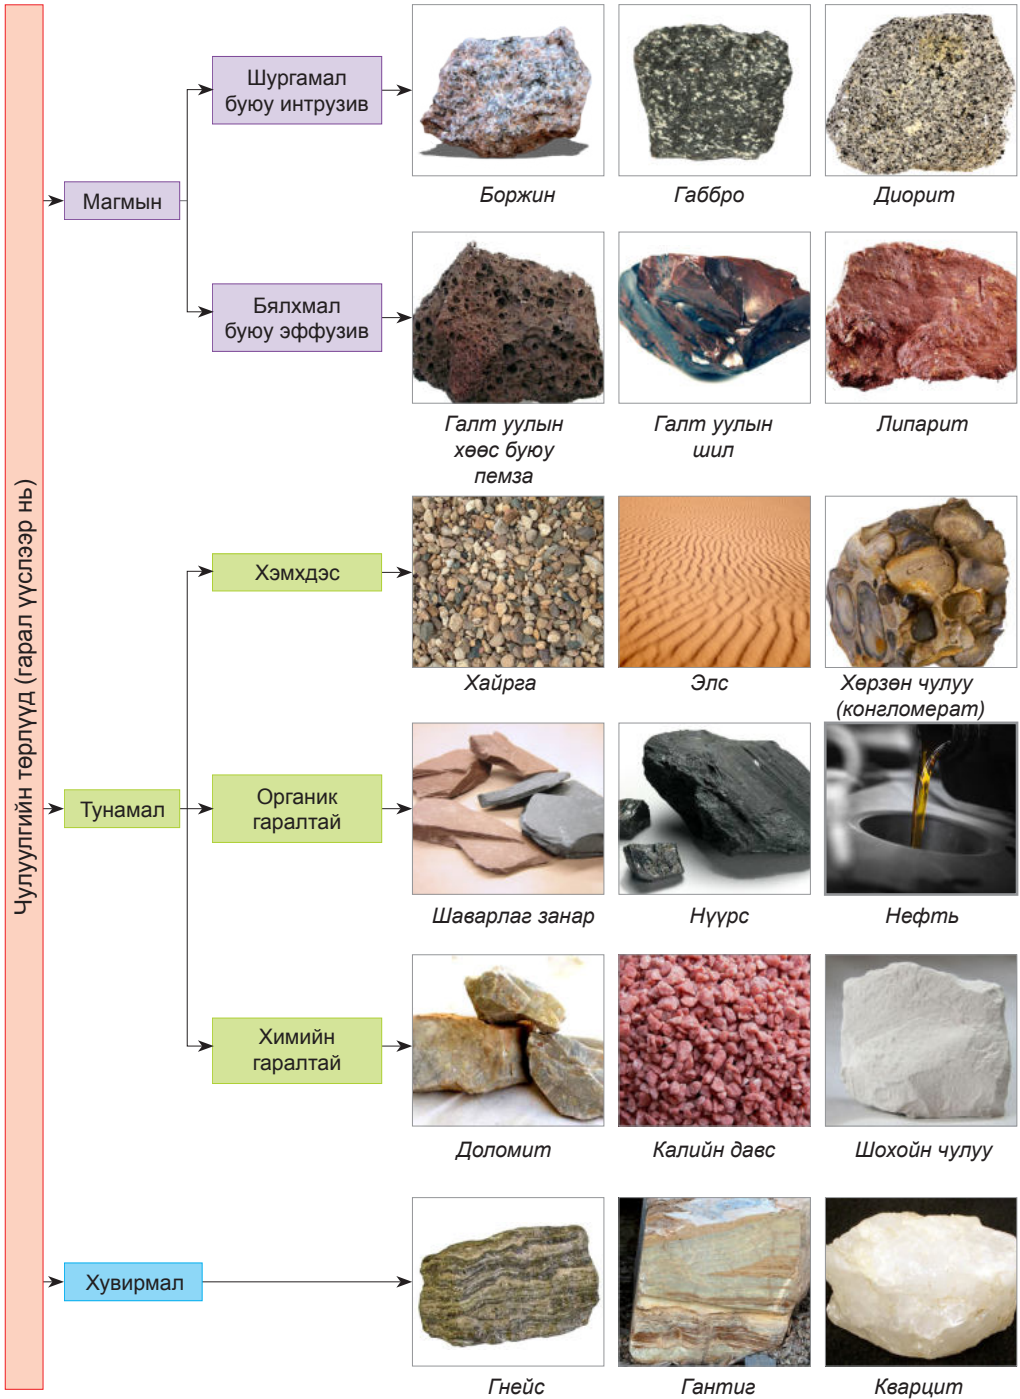 Чулуулгийн төрлүүд (гарал үүслээр нь)
Магмын
Шургамал
буюу интрузив
Боржин
Габбро
Диорит
Бялхмал
буюу эффузив
Галт уулын
хөөс буюу
пемза
Галт уулын
шил
Липарит
Тунамал
Хэмхдэс
Хайрга
Элс
Хөрзөн чулуу
(конгломерат)
Органик
гаралтай
Шаварлаг занар
Нүүрс
Нефть
Химийн
гаралтай
Доломит
Калийн давс
Шохойн чулуу
Хувирмал
Гнейс
Гантиг
Кварцит